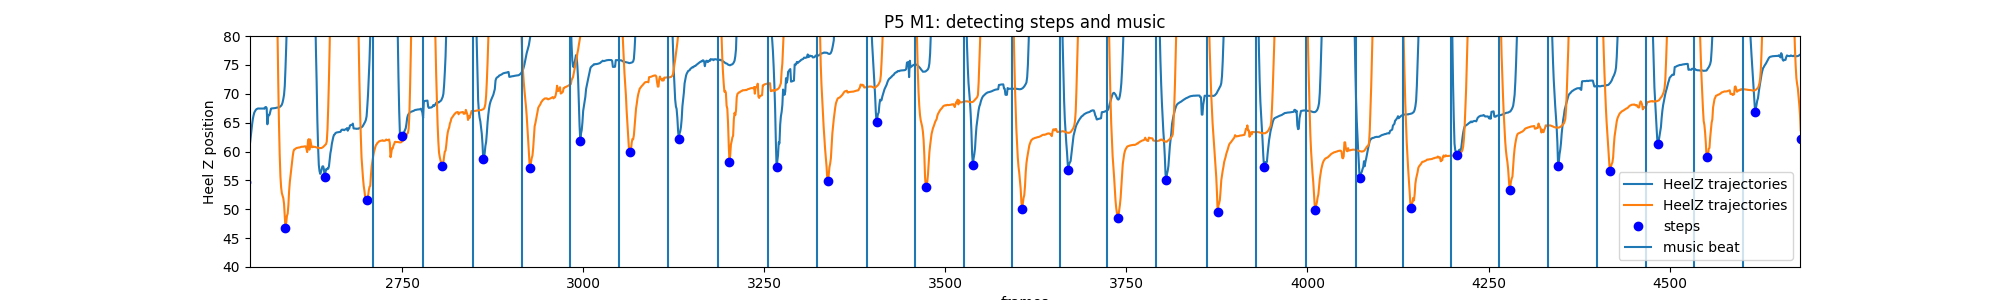 P5 M1: detecting steps and music
80
75
70
65
60
55
50
45
40
Heel Z position
HeelZ trajectories
HeelZ trajectories
steps
music beat
2750
3000
3250
3500
3750
4000
4250
4500
frames